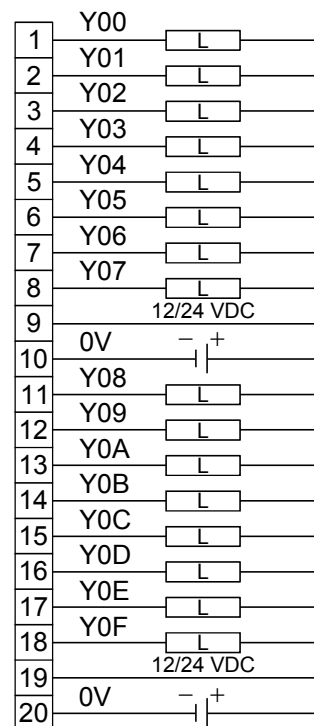 1 Y00 L
2 Y01 L
3 Y02 L
4 Y03 L
5 Y04 L
6 Y05 L
7 Y06 L
8 Y07 L
12/24 VDC
9
10 0V − +
11 Y08 L
12 Y09 L
13 Y0A L
14 Y0B L
15 Y0C L
16 Y0D L
17 Y0E L
18 Y0F L
12/24 VDC
19
20 0V − +